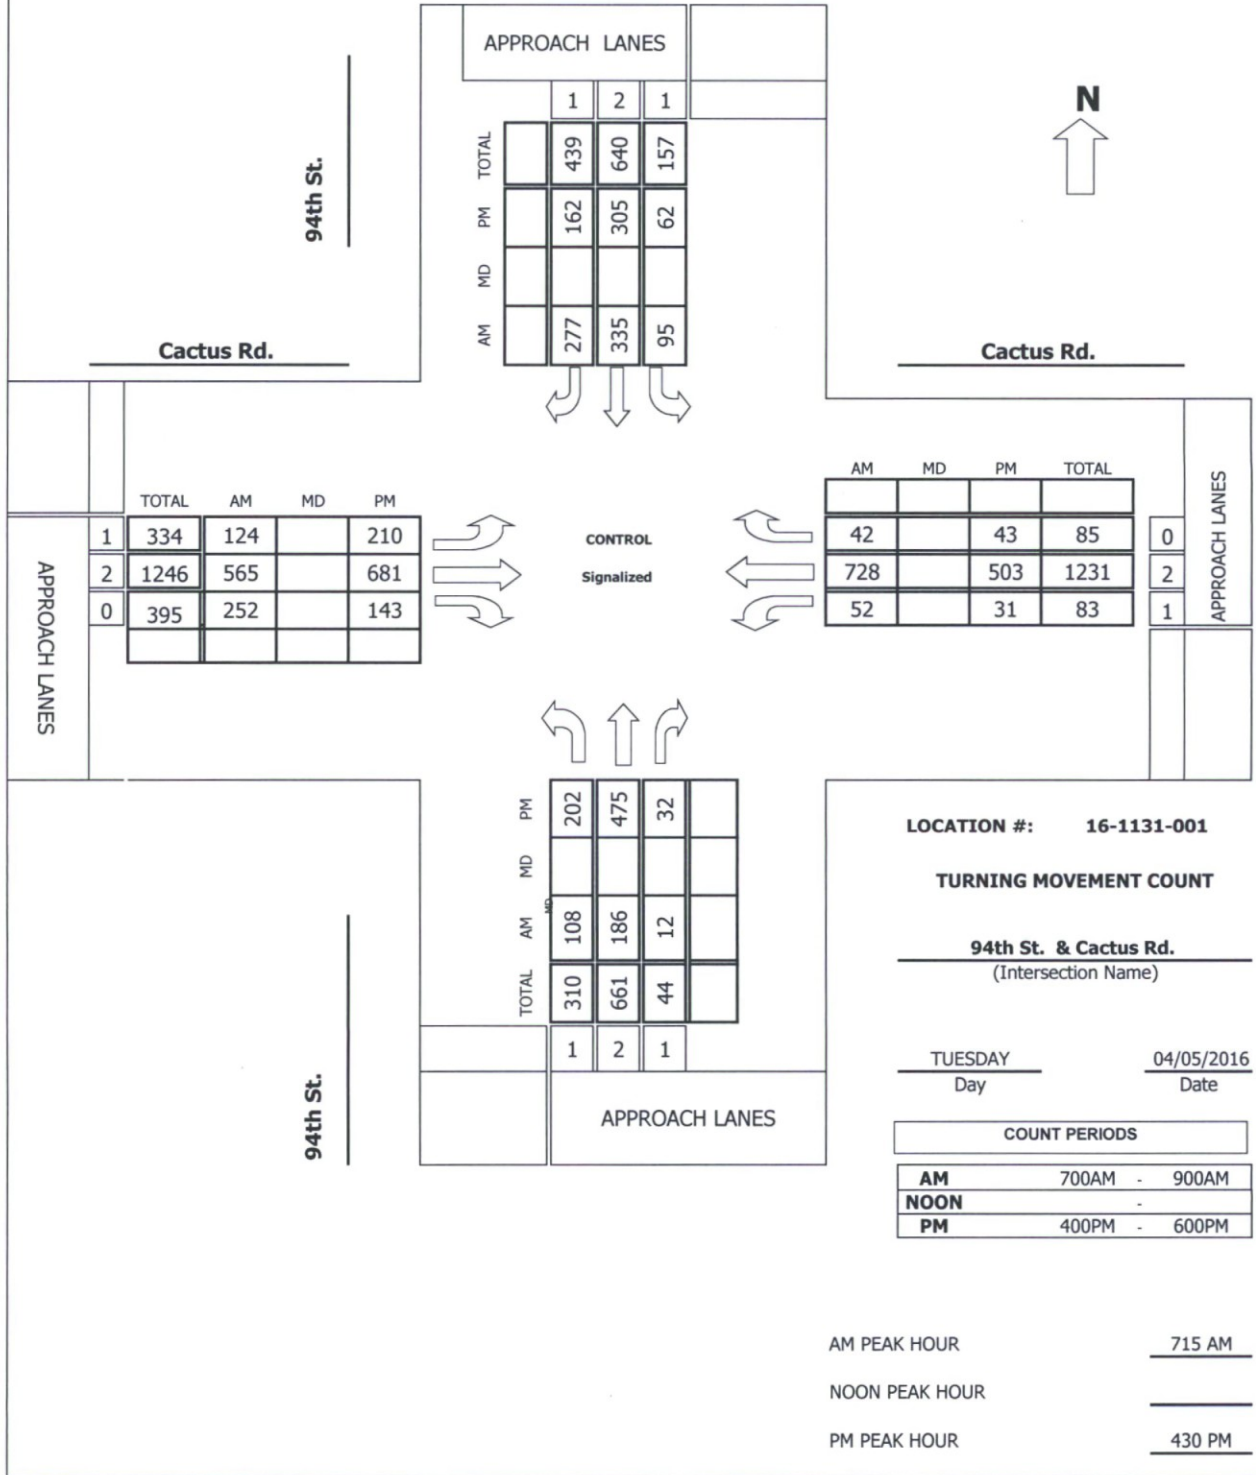 APPROACH LANES
1 2 1
TOTAL 439 640 157
PM 162 305 62
MD
AM 277 335 95
94th St.
N
Cactus Rd.
Cactus Rd.
TOTAL AM MD PM
1 334 124 210
2 1246 565 681
0 395 252 143
APPROACH LANES
CONTROL
Signalized
AM MD PM TOTAL
42 43 85 0
728 503 1231 2
52 31 83 1
APPROACH LANES
PM 202 475 32
MD
MD
AM 108 186 12
TOTAL 310 661 44
1 2 1
APPROACH LANES
94th St.
LOCATION #: 16-1131-001
TURNING MOVEMENT COUNT
94th St. & Cactus Rd.
(Intersection Name)
TUESDAY 04/05/2016
Day Date
COUNT PERIODS
AM 700AM - 900AM
NOON -
PM 400PM - 600PM
AM PEAK HOUR 715 AM
NOON PEAK HOUR
PM PEAK HOUR 430 PM